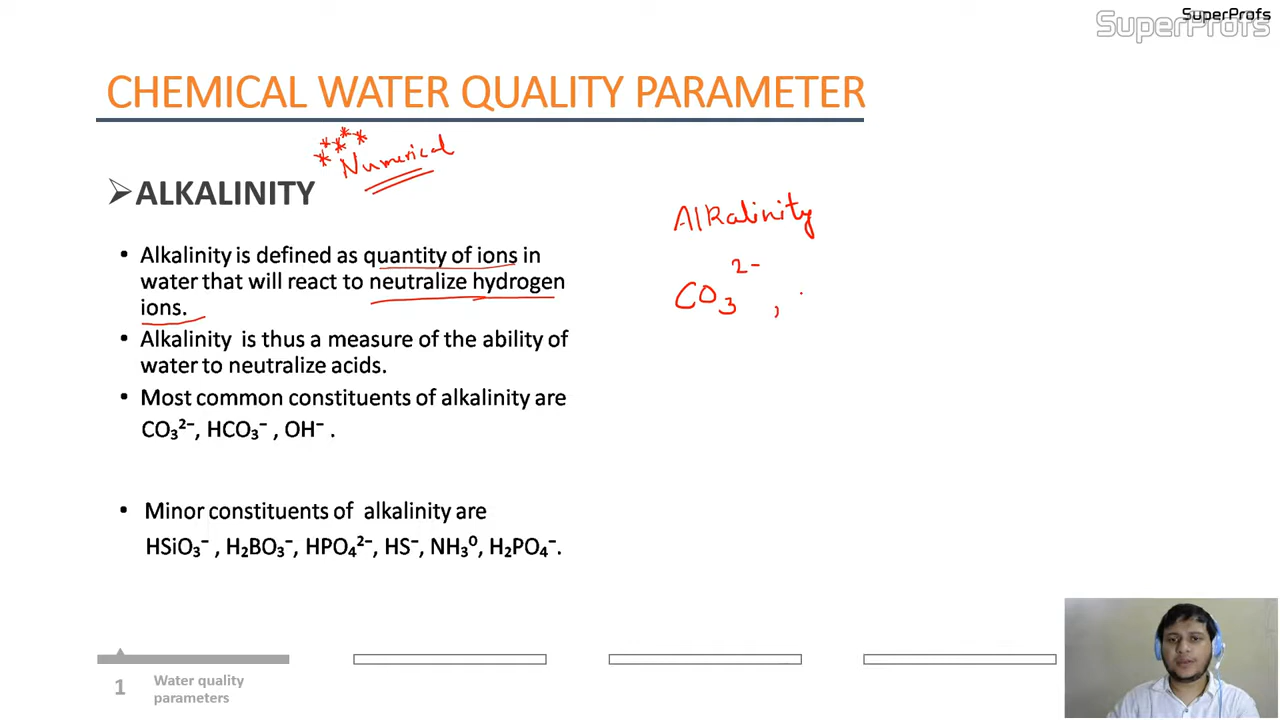 SuperProfs
SuperProfs
CHEMICAL WATER QUALITY PARAMETER
***** Numerical
➢ALKALINITY
Alkalinity
• Alkalinity is defined as quantity of ions in
water that will react to neutralize hydrogen
ions.
CO₃²⁻ ,
• Alkalinity is thus a measure of the ability of
water to neutralize acids.
• Most common constituents of alkalinity are
CO₃²⁻, HCO₃⁻ , OH⁻ .
• Minor constituents of alkalinity are
HSiO₃⁻ , H₂BO₃⁻, HPO₄²⁻, HS⁻, NH₃⁰, H₂PO₄⁻.
1
Water quality
parameters